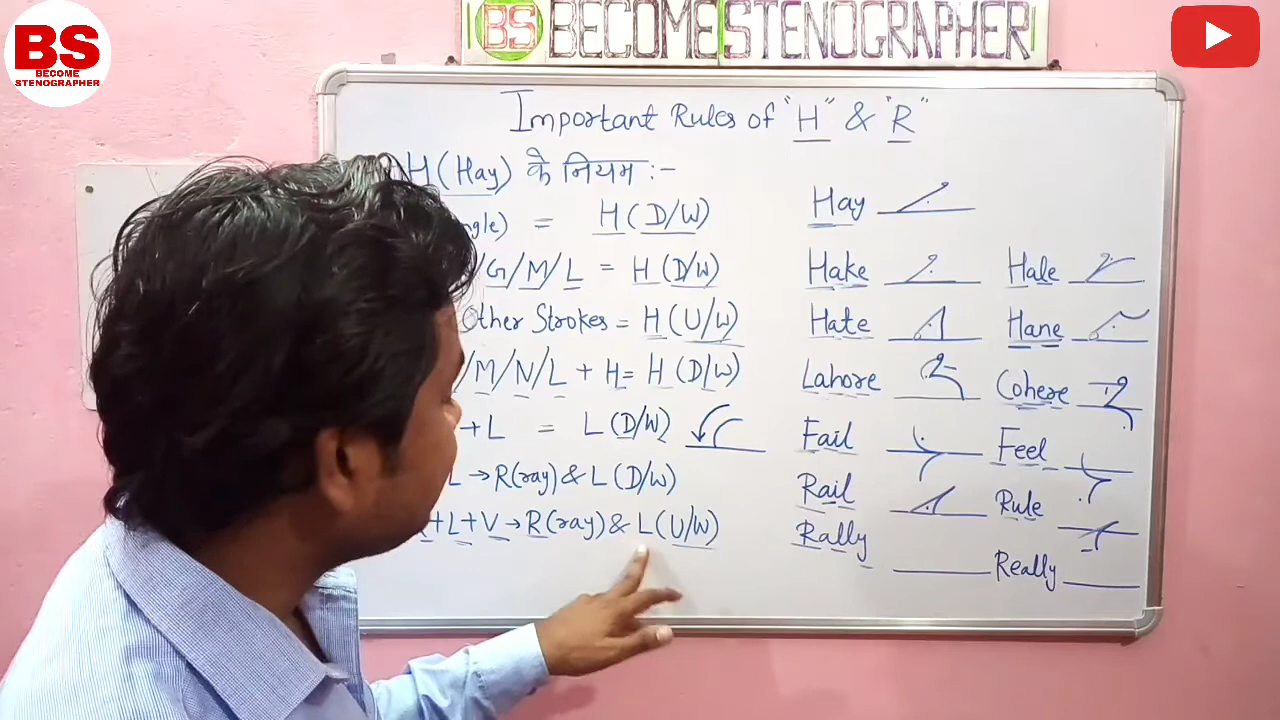 BS
BECOME
STENOGRAPHER
BS BECOME STENOGRAPHER
Important Rules of "H" & "R"
H (Hay) के नियम :-
= H (D/W)
/G/M/L = H (D/W)
Other Strokes = H (U/W)
/M/N/L + H = H (D/W)
+L = L (D/W)
L → R(ray) & L (D/W)
+L+V → R(ray) & L (U/W)
Hay
Hake Hale
Hate Hane
Lahore Cohere
Fail Feel
Rail Rule
Rally Really